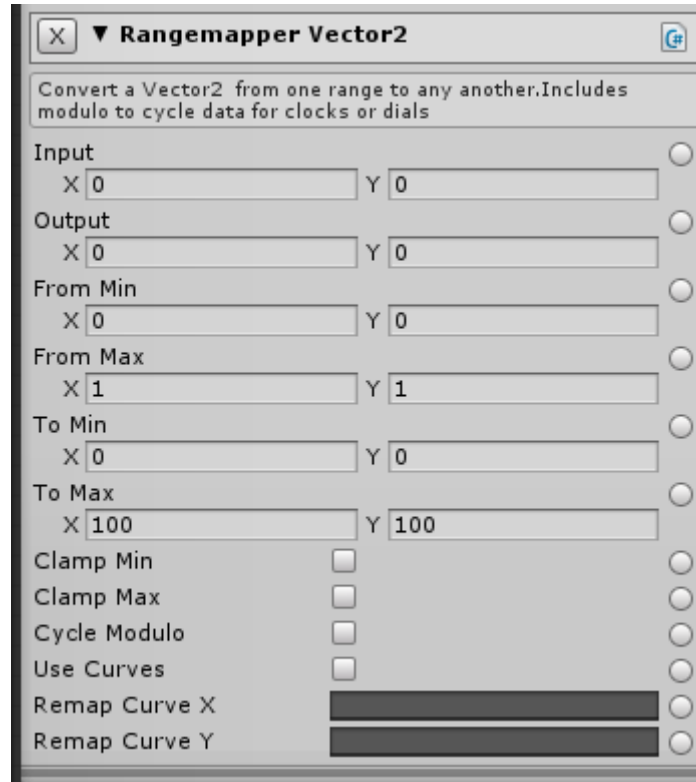 X ▼ Rangemapper Vector2 C#
Convert a Vector2 from one range to any another.Includes
modulo to cycle data for clocks or dials
Input
X 0 Y 0
Output
X 0 Y 0
From Min
X 0 Y 0
From Max
X 1 Y 1
To Min
X 0 Y 0
To Max
X 100 Y 100
Clamp Min
Clamp Max
Cycle Modulo
Use Curves
Remap Curve X
Remap Curve Y